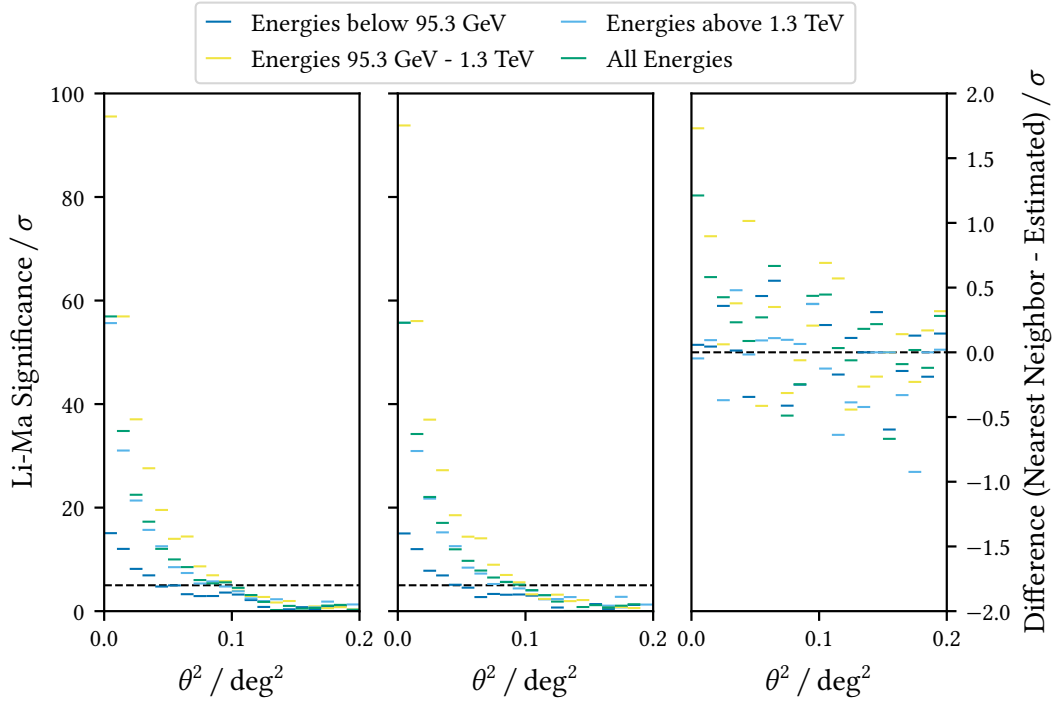 Energies below 95.3 GeV
Energies above 1.3 TeV
Energies 95.3 GeV - 1.3 TeV
All Energies
Li-Ma Significance / σ
100
80
60
40
20
0
0.0
0.1
0.2
θ² / deg²
0.0
0.1
0.2
θ² / deg²
0.0
0.1
0.2
θ² / deg²
2.0
1.5
1.0
0.5
0.0
−0.5
−1.0
−1.5
−2.0
Difference (Nearest Neighbor - Estimated) / σ